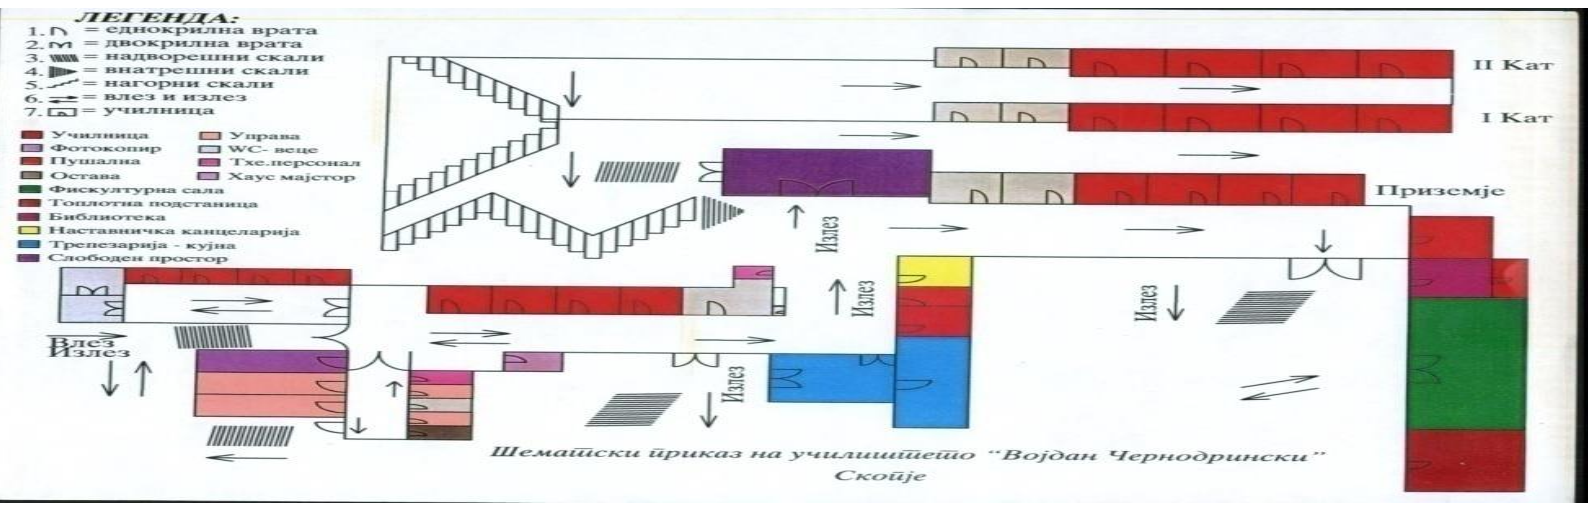 ЛЕГЕНДА:
1. = еднокрилна врата
2. = двокрилна врата
3. = надворешни скали
4. = внатрешни скали
5. = нагорни скали
6. = влез и излез
7. = училница
Училница
Управа
Фотокопир
WC- веце
Пушална
Тхе.персонал
Остава
Хаус мајстор
Фискултурна сала
Топлотна подстаница
Библиотека
Наставничка канцеларија
Трепезарија - кујна
Слободен простор
II Кат
I Кат
Приземје
Излез
Излез
Излез
Влез
Излез
Излез
Шематски приказ на училиштето “Војдан Чернодрински”
Скопје